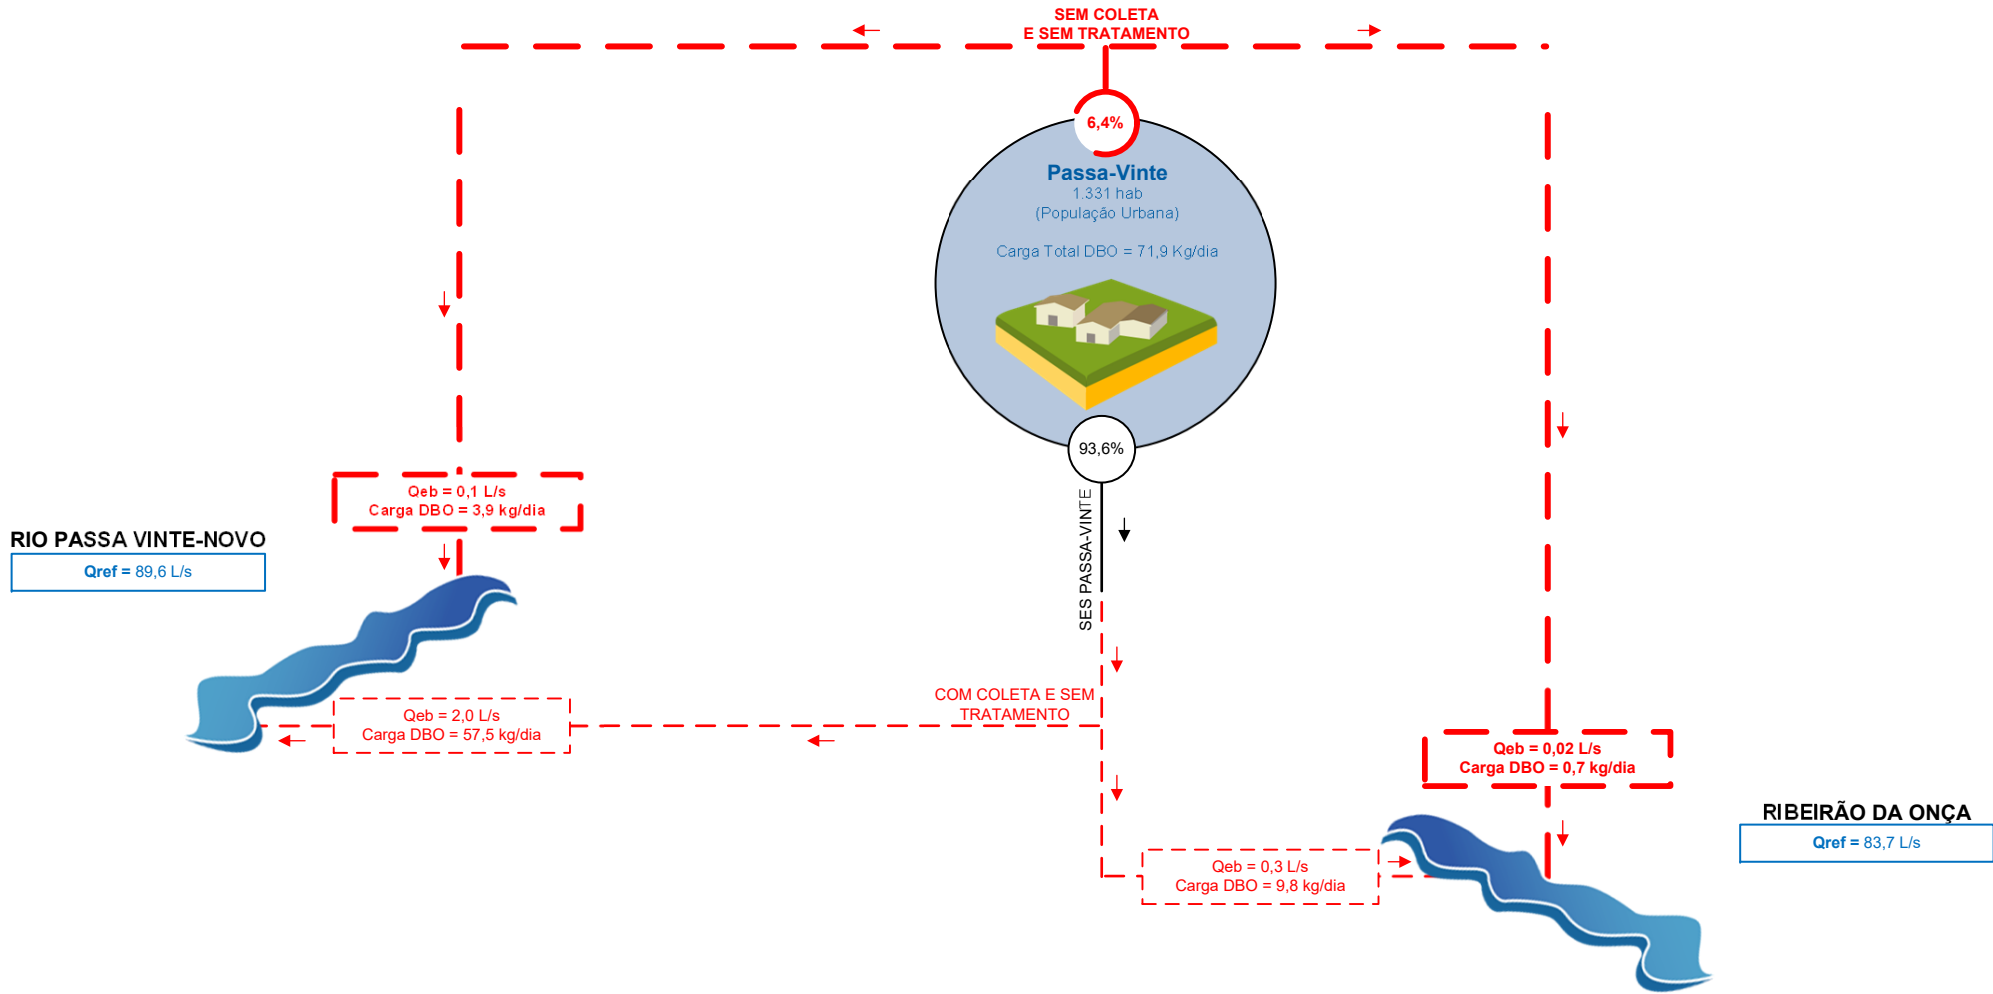 SEM COLETA
E SEM TRATAMENTO
6,4%
Passa-Vinte
1.331 hab
(População Urbana)
Carga Total DBO = 71,9 Kg/dia
93,6%
SES PASSA-VINTE
Qeb = 0,1 L/s
Carga DBO = 3,9 kg/dia
RIO PASSA VINTE-NOVO
Qref = 89,6 L/s
COM COLETA E SEM
TRATAMENTO
Qeb = 2,0 L/s
Carga DBO = 57,5 kg/dia
Qeb = 0,02 L/s
Carga DBO = 0,7 kg/dia
RIBEIRÃO DA ONÇA
Qref = 83,7 L/s
Qeb = 0,3 L/s
Carga DBO = 9,8 kg/dia